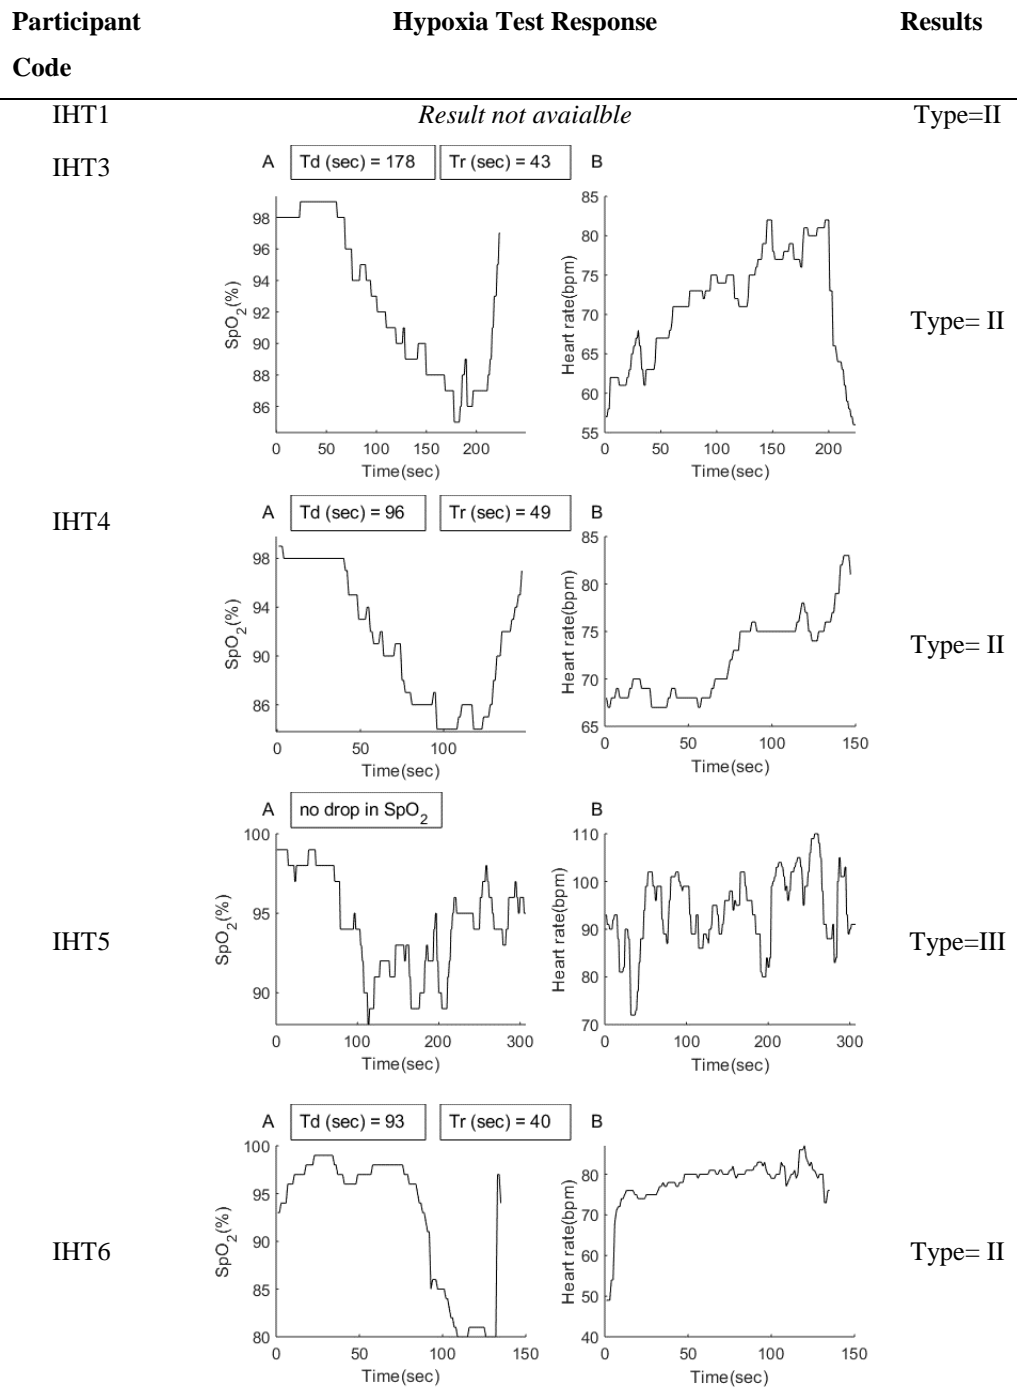 Participant Hypoxia Test Response Results
Code
IHT1 Result not avaialble Type=II
IHT3
A Td (sec) = 178 Tr (sec) = 43 B
98
96
94
92
90
88
86
SpO2(%)
0 50 100 150 200
Time(sec)
85
80
75
70
65
60
55
Heart rate(bpm)
0 50 100 150 200
Time(sec)
Type= II
IHT4
A Td (sec) = 96 Tr (sec) = 49 B
98
94
90
86
SpO2(%)
0 50 100
Time(sec)
85
80
75
70
65
Heart rate(bpm)
0 50 100 150
Time(sec)
Type= II
IHT5
A no drop in SpO2 B
100
95
90
SpO2(%)
0 100 200 300
Time(sec)
110
100
90
80
70
Heart rate(bpm)
0 100 200 300
Time(sec)
Type=III
IHT6
A Td (sec) = 93 Tr (sec) = 40 B
100
95
90
85
80
SpO2(%)
0 50 100 150
Time(sec)
80
70
60
50
40
Heart rate(bpm)
0 50 100 150
Time(sec)
Type= II